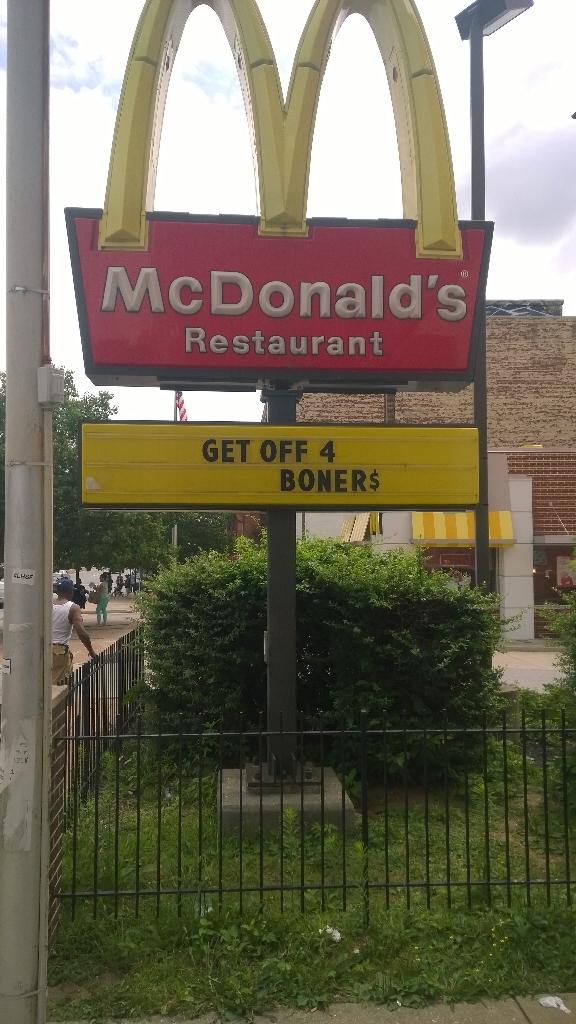 McDonald's®
Restaurant
GET OFF 4
BONER$